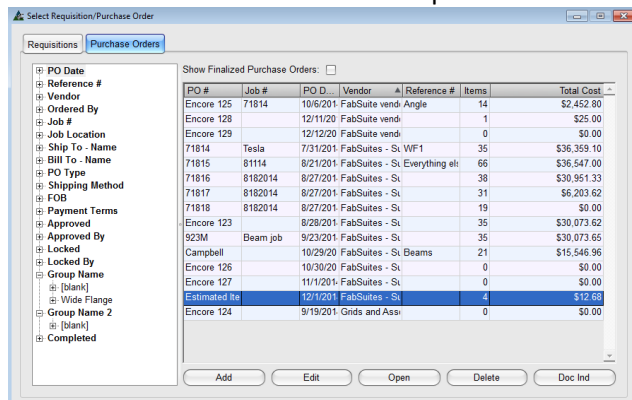 Select Requisition/Purchase Order
Requisitions Purchase Orders
PO Date
Reference #
Vendor
Ordered By
Job #
Job Location
Ship To - Name
Bill To - Name
PO Type
Shipping Method
FOB
Payment Terms
Approved
Approved By
Locked
Locked By
Group Name
[blank]
Wide Flange
Group Name 2
[blank]
Completed
Show Finalized Purchase Orders:
PO # Job # PO D... Vendor Reference # Items Total Cost
Encore 125 71814 10/6/201 FabSuite vend Angle 14 $2,452.80
Encore 128 12/11/20 FabSuite vend 1 $25.00
Encore 129 12/12/20 FabSuite vend 0 $0.00
71814 Tesla 7/31/201 FabSuites - Su WF1 35 $36,359.10
71815 81114 8/21/201 FabSuites - Su Everything els 66 $36,547.00
71816 8182014 8/27/201 FabSuites - Su 38 $30,951.33
71817 8182014 8/27/201 FabSuites - Su 31 $6,203.62
71818 8182014 8/27/201 FabSuites - Su 19 $0.00
Encore 123 8/28/201 FabSuites - Su 35 $30,073.62
923M Beam job 9/23/201 FabSuites - Su 35 $30,073.65
Campbell 10/29/20 FabSuites - Su Beams 21 $15,546.96
Encore 126 10/30/20 FabSuites - Su 0 $0.00
Encore 127 11/1/201 FabSuites - Su 0 $0.00
Estimated Ite 12/1/201 FabSuites - Su 4 $12.68
Encore 124 9/19/201 Grids and Ass 0 $0.00
Add Edit Open Delete Doc Ind